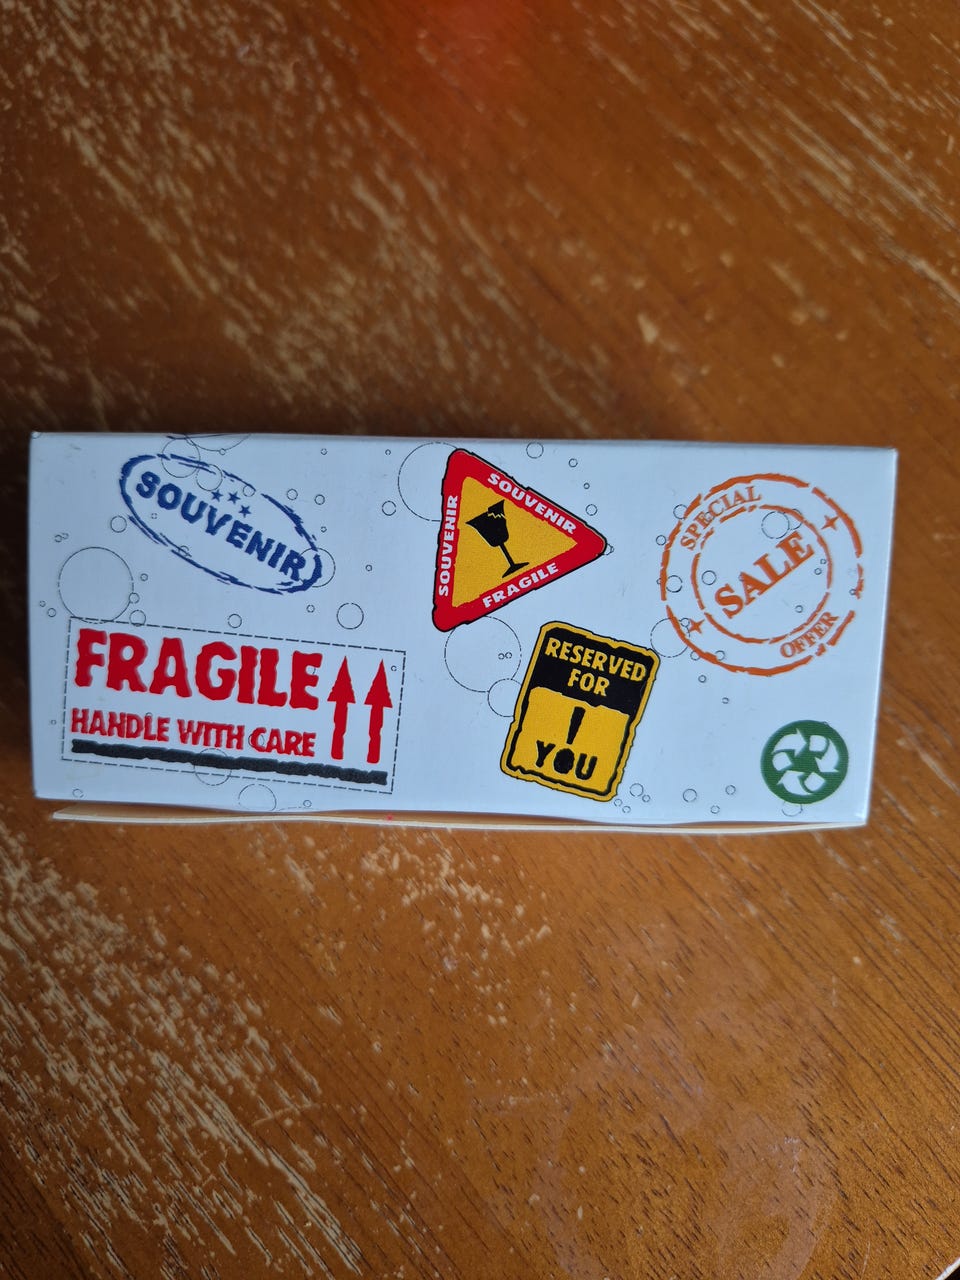 SOUVENIR
SOUVENIR
SOUVENIR
FRAGILE
SPECIAL
SALE
OFFER
FRAGILE
HANDLE WITH CARE
RESERVED
FOR
!
YOU